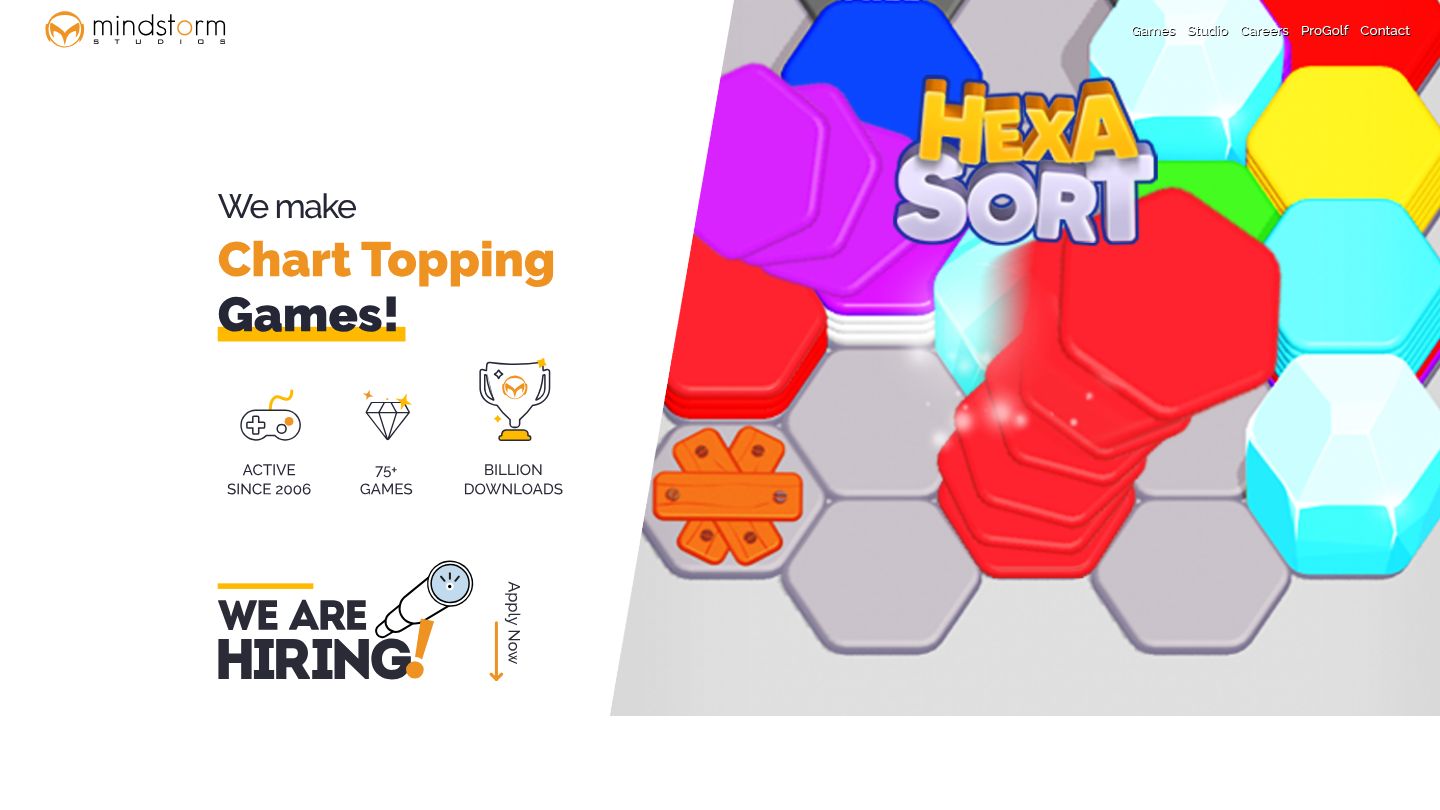 mindstorm
STUDIOS
Games Studio Careers ProGolf Contact
HEXA
SORT
We make
Chart Topping
Games!
ACTIVE
SINCE 2006
75+
GAMES
BILLION
DOWNLOADS
WE ARE
HIRING!
Apply Now